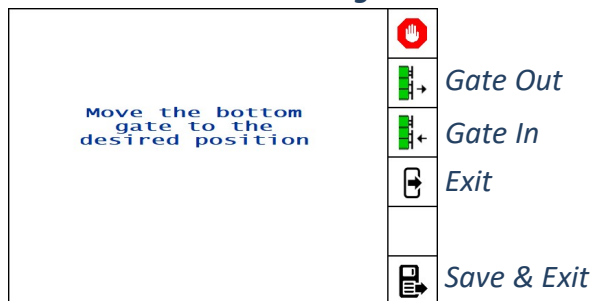 Move the bottom
gate to the
desired position
Gate Out
Gate In
Exit
Save & Exit